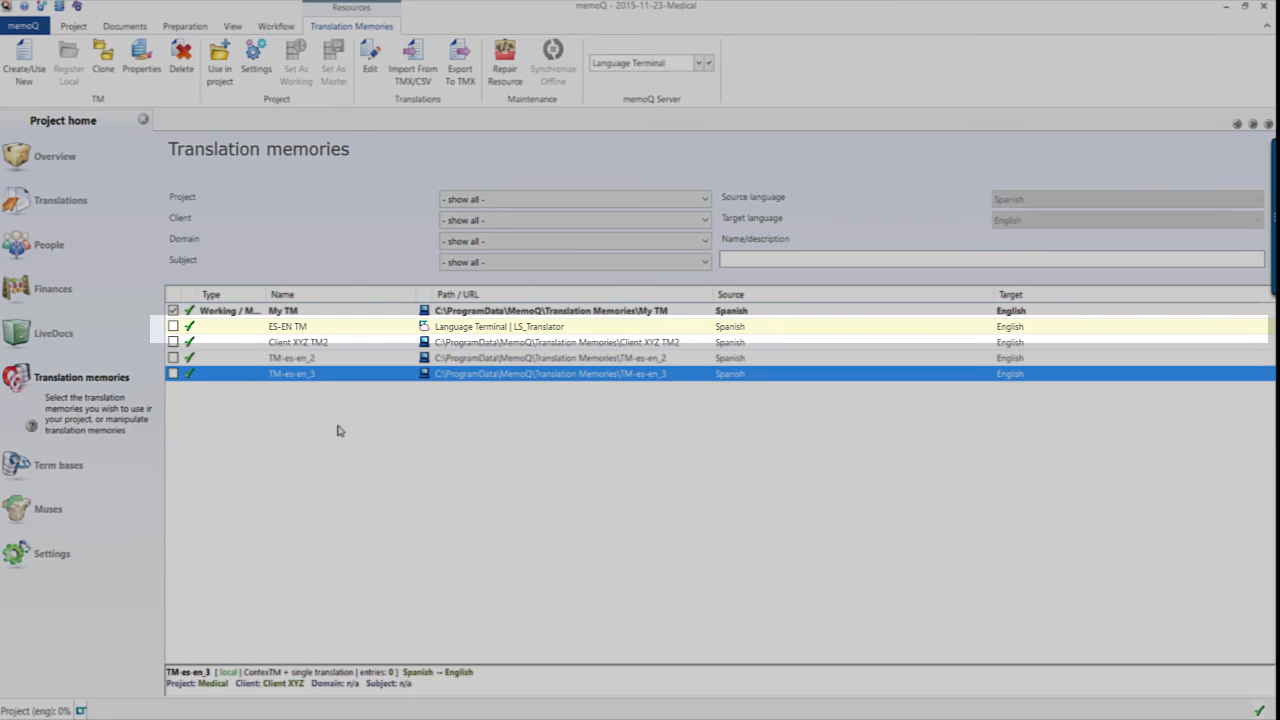 Resources
memoQ - 2015-11-23-Medical
memoQ Project Documents Preparation View Workflow Translation Memories
Create/Use New
Register Local
Clone
Properties
Delete
Use in project
Settings
Set As Working
Set As Master
Edit
Import From TMX/CSV
Export To TMX
Repair Resource
Synchronize Offline
Language Terminal
TM Project Translations Maintenance memoQ Server
Project home
Overview
Translations
People
Finances
LiveDocs
Translation memories
Select the translation
memories you wish to use in
your project, or manipulate
translation memories
Term bases
Muses
Settings
Translation memories
Project - show all - Source language Spanish
Client - show all - Target language English
Domain - show all - Name/description
Subject - show all -
Type Name Path / URL Source Target
Working / M... My TM C:\ProgramData\MemoQ\Translation Memories\My TM Spanish English
ES-EN TM Language Terminal | LS_Translator Spanish English
Client XYZ TM2 C:\ProgramData\MemoQ\Translation Memories\Client XYZ TM2 Spanish English
TM-es-en_2 C:\ProgramData\MemoQ\Translation Memories\TM-es-en_2 Spanish English
TM-es-en_3 C:\ProgramData\MemoQ\Translation Memories\TM-es-en_3 Spanish English
TM-es-en_3 [ local | ContexTM + single translation | entries: 0 ] Spanish → English
Project: Medical Client: Client XYZ Domain: n/a Subject: n/a
Project (eng): 0%